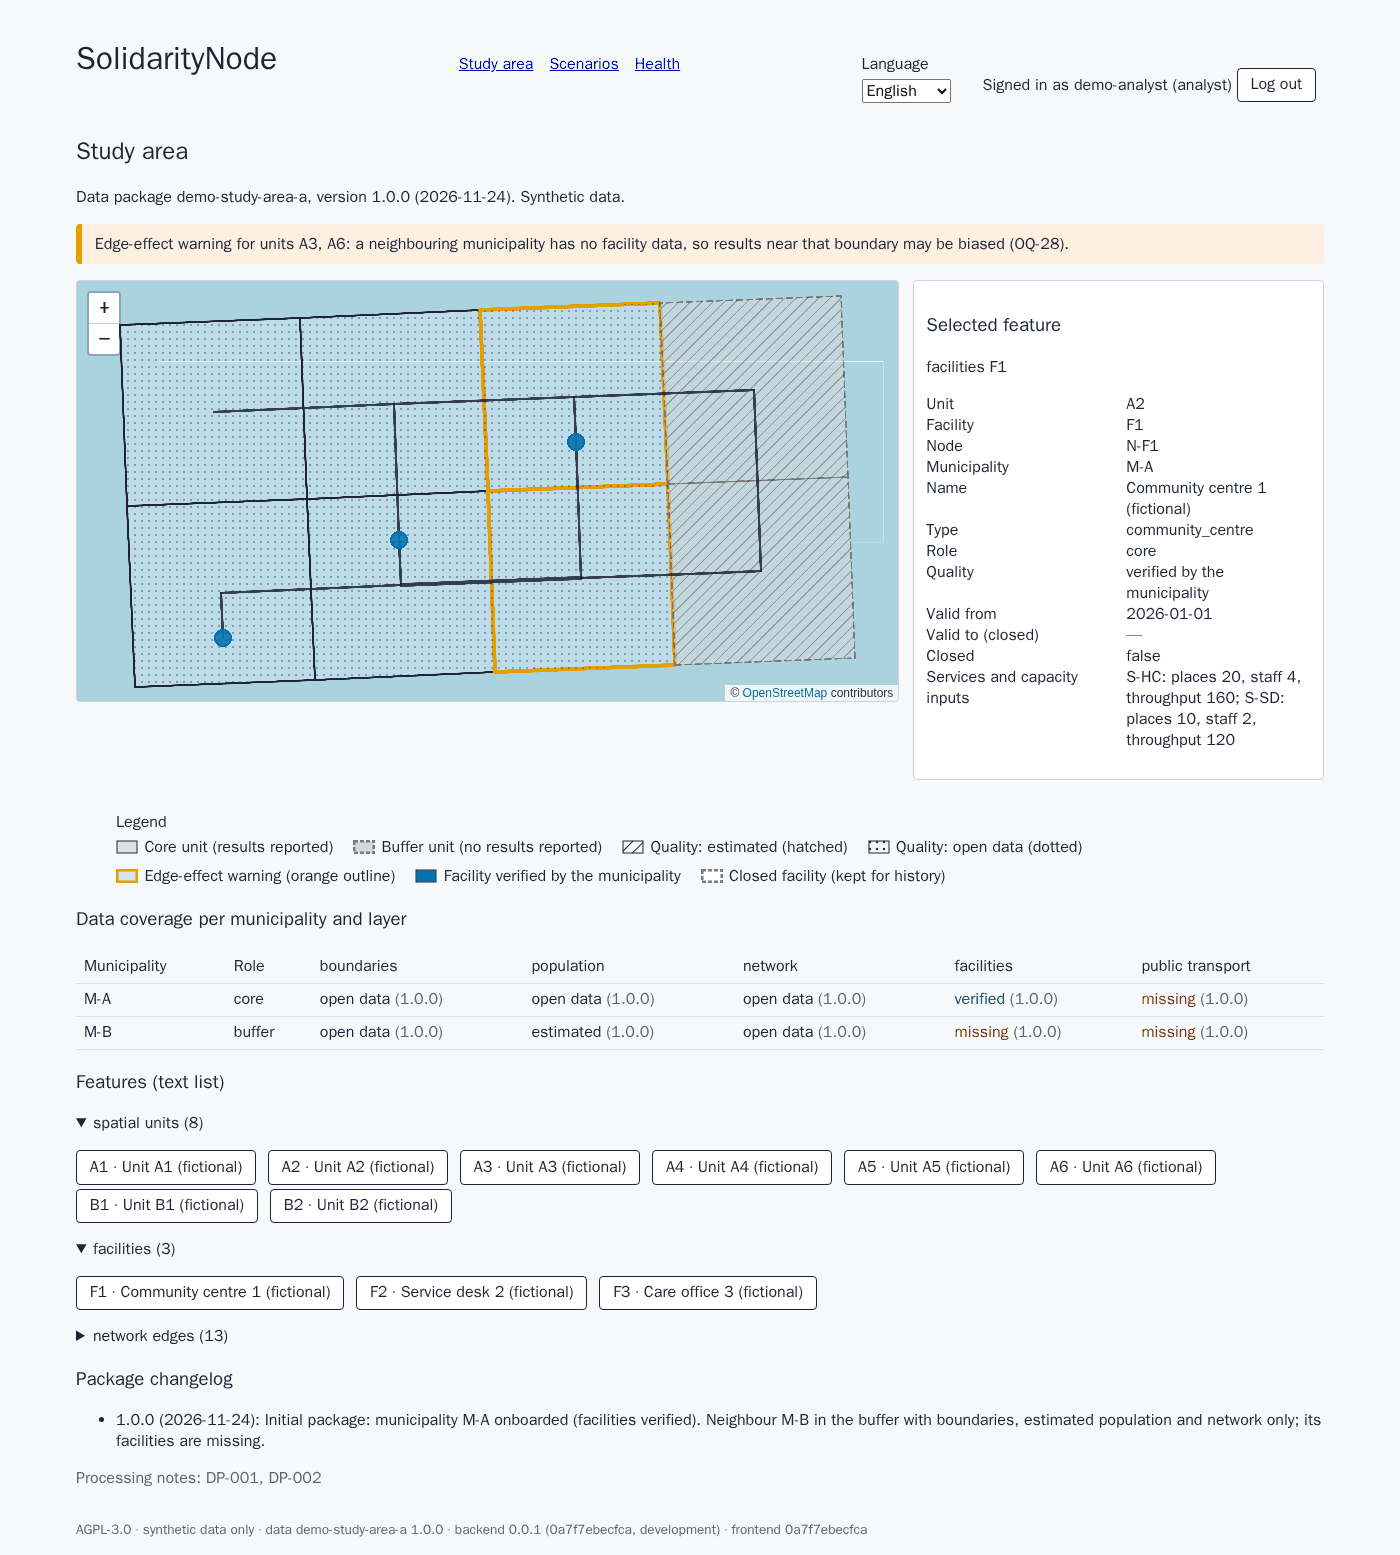 SolidarityNode
Study area Scenarios Health
Language
English
Signed in as demo-analyst (analyst) Log out
Study area
Data package demo-study-area-a, version 1.0.0 (2026-11-24). Synthetic data.
Edge-effect warning for units A3, A6: a neighbouring municipality has no facility data, so results near that boundary may be biased (OQ-28).
+
−
© OpenStreetMap contributors
Selected feature
facilities F1
Unit A2
Facility F1
Node N-F1
Municipality M-A
Name Community centre 1
(fictional)
Type community_centre
Role core
Quality verified by the
municipality
Valid from 2026-01-01
Valid to (closed) —
Closed false
Services and capacity S-HC: places 20, staff 4,
inputs throughput 160; S-SD:
places 10, staff 2,
throughput 120
Legend
Core unit (results reported) Buffer unit (no results reported) Quality: estimated (hatched) Quality: open data (dotted)
Edge-effect warning (orange outline) Facility verified by the municipality Closed facility (kept for history)
Data coverage per municipality and layer
Municipality Role boundaries population network facilities public transport
M-A core open data (1.0.0) open data (1.0.0) open data (1.0.0) verified (1.0.0) missing (1.0.0)
M-B buffer open data (1.0.0) estimated (1.0.0) open data (1.0.0) missing (1.0.0) missing (1.0.0)
Features (text list)
▼ spatial units (8)
A1 · Unit A1 (fictional) A2 · Unit A2 (fictional) A3 · Unit A3 (fictional) A4 · Unit A4 (fictional) A5 · Unit A5 (fictional) A6 · Unit A6 (fictional)
B1 · Unit B1 (fictional) B2 · Unit B2 (fictional)
▼ facilities (3)
F1 · Community centre 1 (fictional) F2 · Service desk 2 (fictional) F3 · Care office 3 (fictional)
▶ network edges (13)
Package changelog
• 1.0.0 (2026-11-24): Initial package: municipality M-A onboarded (facilities verified). Neighbour M-B in the buffer with boundaries, estimated population and network only; its
facilities are missing.
Processing notes: DP-001, DP-002
AGPL-3.0 · synthetic data only · data demo-study-area-a 1.0.0 · backend 0.0.1 (0a7f7ebecfca, development) · frontend 0a7f7ebecfca